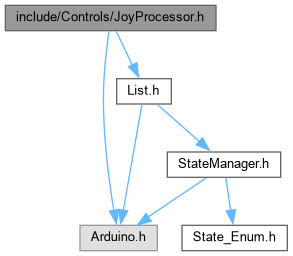 include/Controls/JoyProcessor.h
List.h
StateManager.h
Arduino.h
State_Enum.h